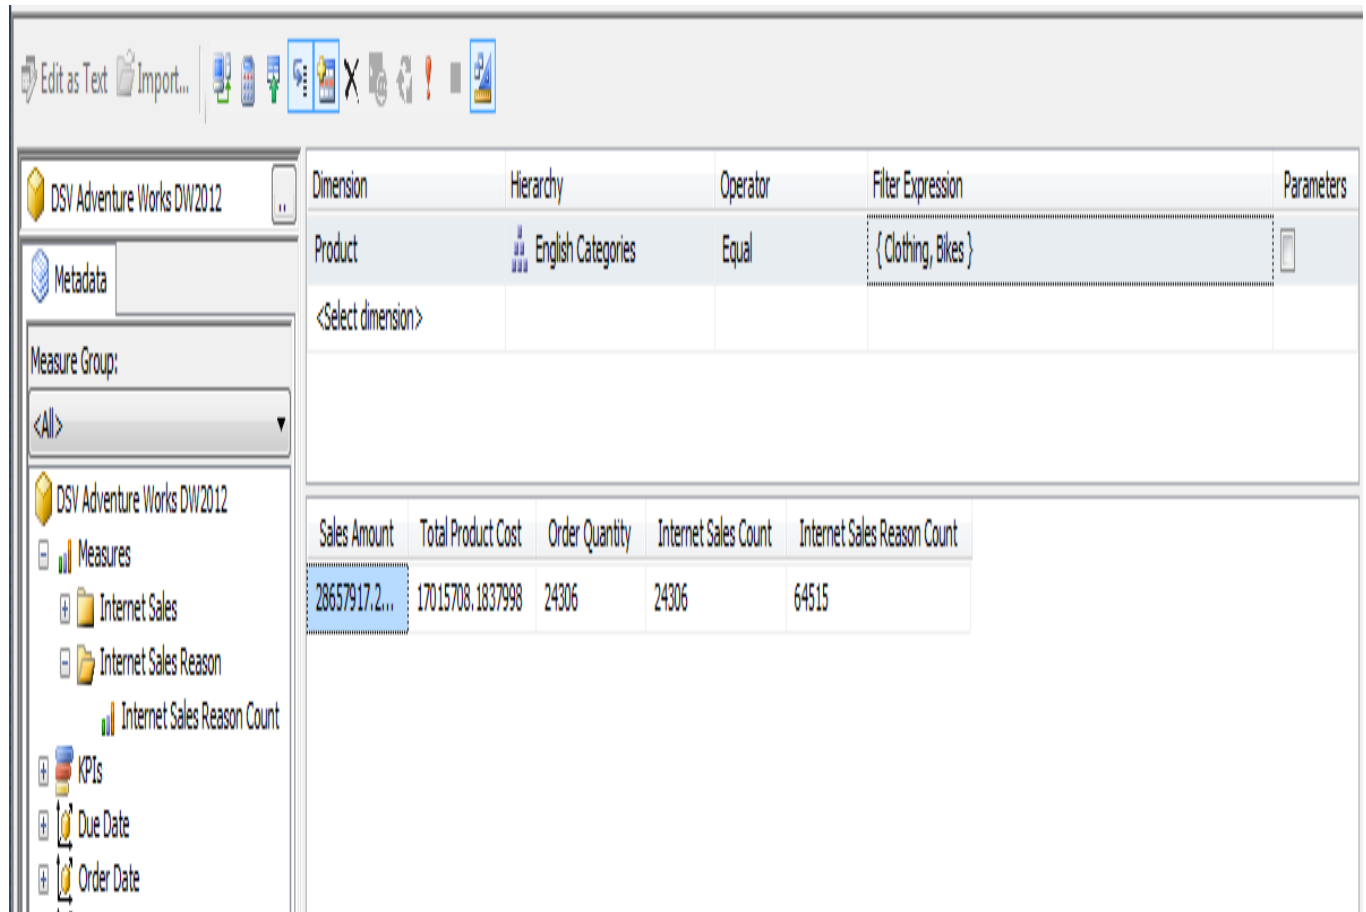 Edit as Text Import...
DSV Adventure Works DW2012 ..
Metadata
Measure Group:
<All>
DSV Adventure Works DW2012
Measures
Internet Sales
Internet Sales Reason
Internet Sales Reason Count
KPIs
Due Date
Order Date
Dimension Hierarchy Operator Filter Expression Parameters
Product English Categories Equal { Clothing, Bikes }
<Select dimension>
Sales Amount Total Product Cost Order Quantity Internet Sales Count Internet Sales Reason Count
28657917.2... 17015708.1837998 24306 24306 64515